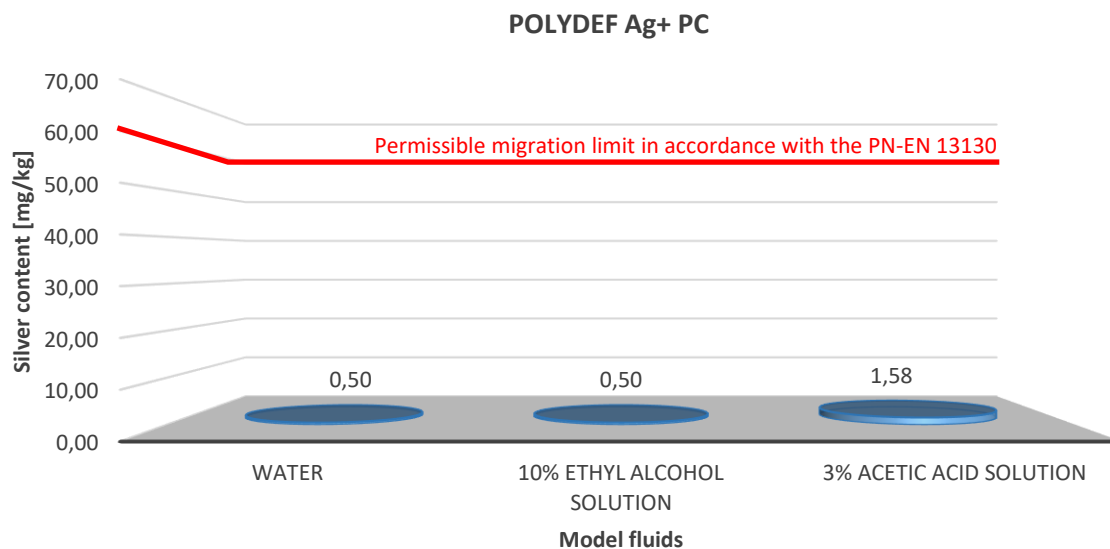 POLYDEF Ag+ PC
70,00
60,00
50,00
40,00
30,00
20,00
10,00
0,00
Silver content [mg/kg]
Permissible migration limit in accordance with the PN-EN 13130
0,50
0,50
1,58
WATER
10% ETHYL ALCOHOL
SOLUTION
3% ACETIC ACID SOLUTION
Model fluids